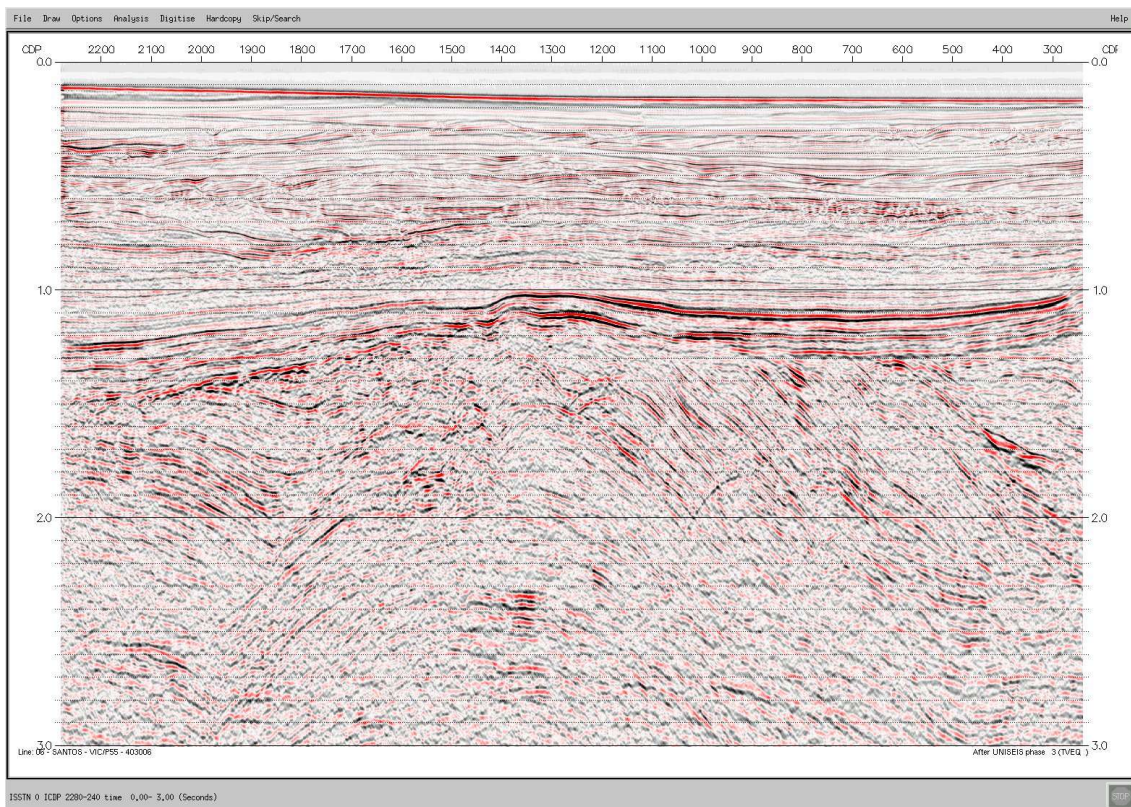 File Draw Options Analysis Digitise Hardcopy Skip/Search Help
CDP 2200 2100 2000 1900 1800 1700 1600 1500 1400 1300 1200 1100 1000 900 800 700 600 500 400 300 CDP
0.0 0.0
1.0 1.0
2.0 2.0
3.0 3.0
Line: 06 - SANTOS - VIC/P55 - 403006 After UNISEIS phase 3 (TVEQ )
ISSTN 0 ICDP 2280-240 time 0.00- 3.00 (Seconds) STOP